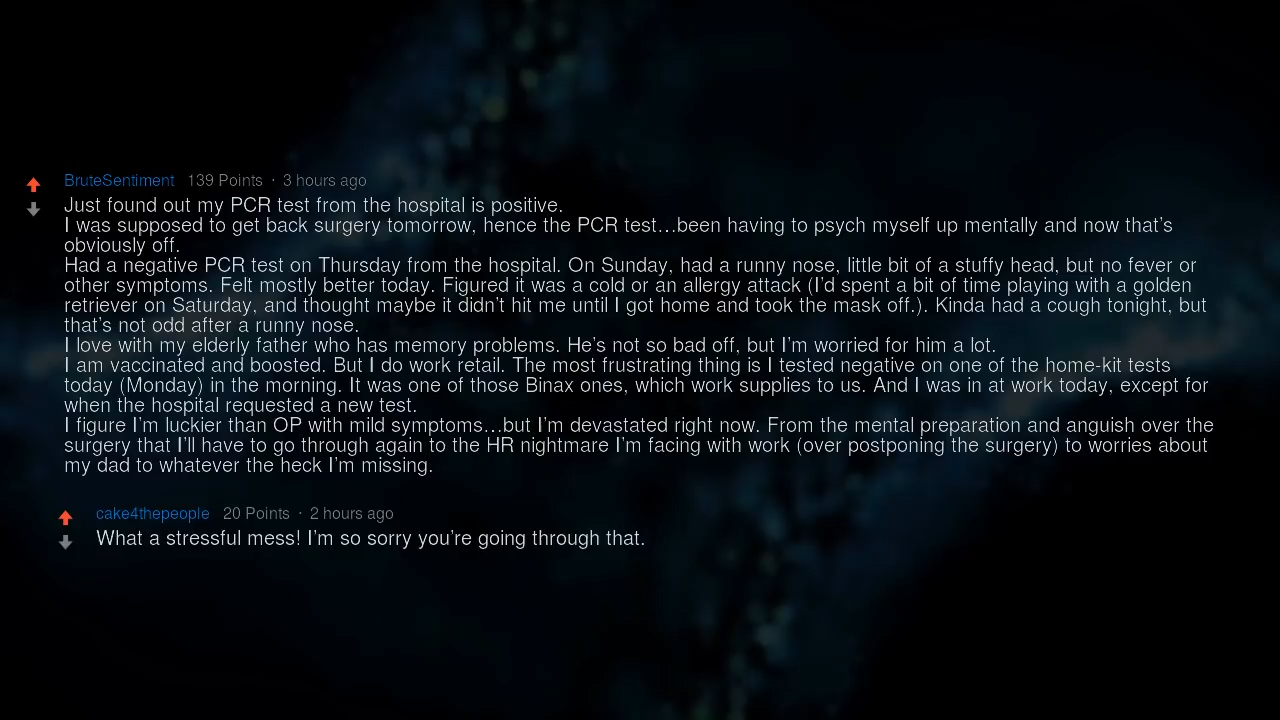 BruteSentiment 139 Points · 3 hours ago
Just found out my PCR test from the hospital is positive.
I was supposed to get back surgery tomorrow, hence the PCR test...been having to psych myself up mentally and now that's
obviously off.
Had a negative PCR test on Thursday from the hospital. On Sunday, had a runny nose, little bit of a stuffy head, but no fever or
other symptoms. Felt mostly better today. Figured it was a cold or an allergy attack (I'd spent a bit of time playing with a golden
retriever on Saturday, and thought maybe it didn't hit me until I got home and took the mask off.). Kinda had a cough tonight, but
that's not odd after a runny nose.
I love with my elderly father who has memory problems. He's not so bad off, but I'm worried for him a lot.
I am vaccinated and boosted. But I do work retail. The most frustrating thing is I tested negative on one of the home-kit tests
today (Monday) in the morning. It was one of those Binax ones, which work supplies to us. And I was in at work today, except for
when the hospital requested a new test.
I figure I'm luckier than OP with mild symptoms...but I'm devastated right now. From the mental preparation and anguish over the
surgery that I'll have to go through again to the HR nightmare I'm facing with work (over postponing the surgery) to worries about
my dad to whatever the heck I'm missing.
cake4thepeople 20 Points · 2 hours ago
What a stressful mess! I'm so sorry you're going through that.